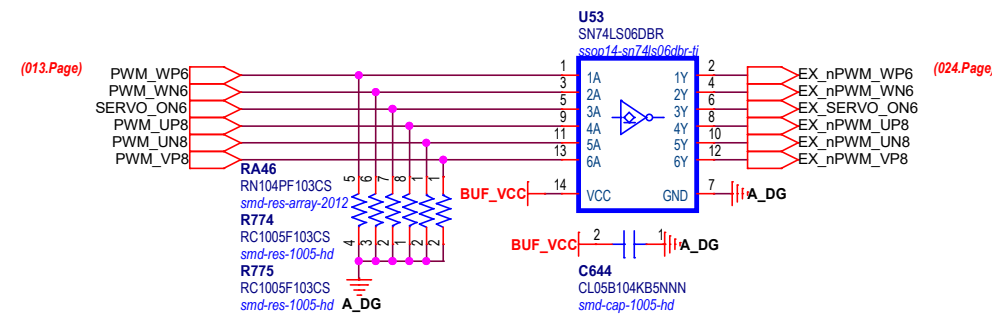 U53
SN74LS06DBR
ssop14-sn74ls06dbr-ti
(013.Page)
(024.Page)
PWM_WP6 1 1A 1Y 2 EX_nPWM_WP6
PWM_WN6 3 2A 2Y 4 EX_nPWM_WN6
SERVO_ON6 5 3A 3Y 6 EX_SERVO_ON6
PWM_UP8 9 4A 4Y 8 EX_nPWM_UP8
PWM_UN8 11 5A 5Y 10 EX_nPWM_UN8
PWM_VP8 13 6A 6Y 12 EX_nPWM_VP8
BUF_VCC 14 VCC GND 7 A_DG
RA46
RN104PF103CS
smd-res-array-2012
R774
RC1005F103CS
smd-res-1005-hd
R775
RC1005F103CS
smd-res-1005-hd
5 6 7 8 1 1
4 3 2 1 2 2
A_DG
BUF_VCC 2 1 A_DG
C644
CL05B104KB5NNN
smd-cap-1005-hd